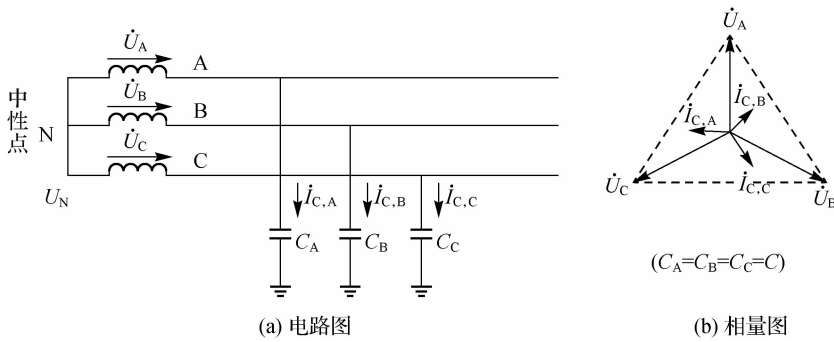 U̇A
A
U̇B
B
U̇C
C
中性点
N
UN
İC,A
İC,B
İC,C
CA
CB
CC
(a) 电路图
U̇A
İC,B
İC,A
İC,C
U̇C
U̇B
(CA=CB=CC=C)
(b) 相量图